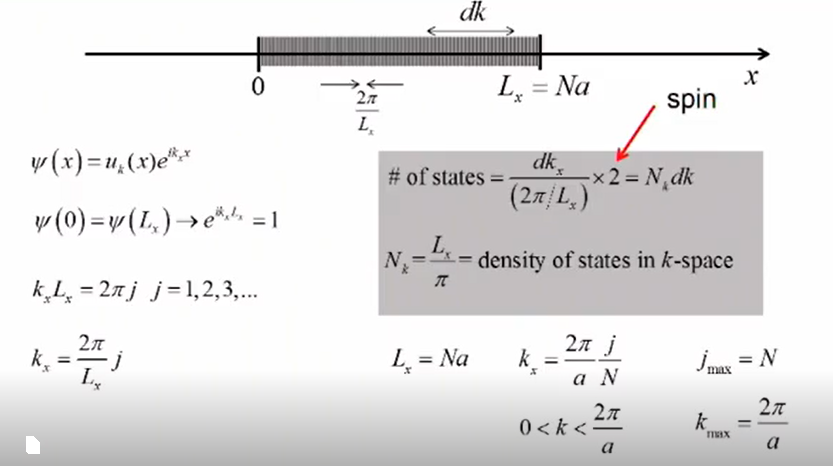 dk
0
2π/L_x
L_x = Na
x
spin
ψ(x) = u_k(x)e^{ik_x x}
# of states = dk_x/(2π/L_x) × 2 = N_k dk
ψ(0) = ψ(L_x) → e^{ik_x L_x} = 1
N_k = L_x/π = density of states in k-space
k_x L_x = 2π j   j = 1, 2, 3, ...
k_x = 2π/L_x j
L_x = Na
k_x = 2π/a j/N
j_max = N
0 < k < 2π/a
k_max = 2π/a